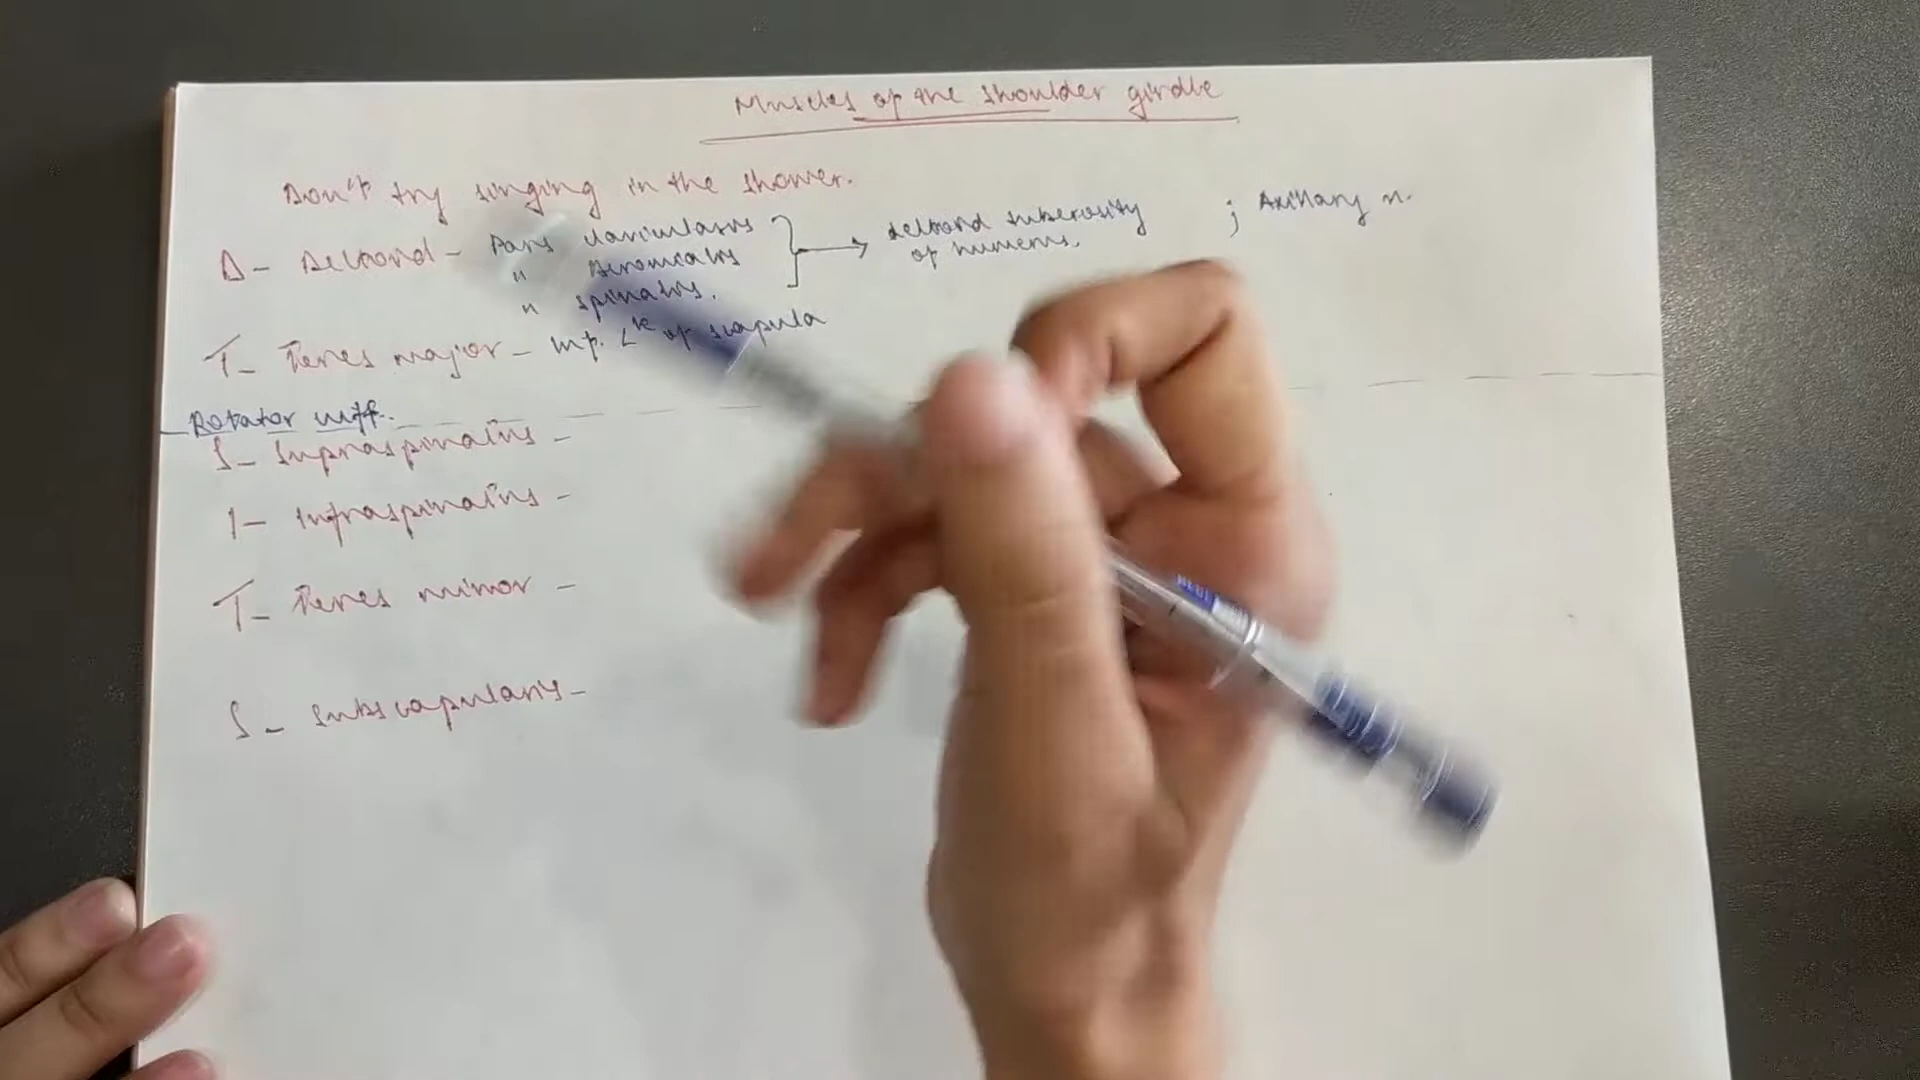 Muscles of the shoulder girdle
Don't try singing in the shower.
D- Deltoid - Pars clavicularis
" Acromialis
" spinalis.
deltoid tuberosity
of humerus.
; Axillary n.
T- Teres major - inf. of scapula
Rotator cuff.
S- Supraspinatus -
I- Infraspinatus -
T- Teres minor -
S- Subscapularis -